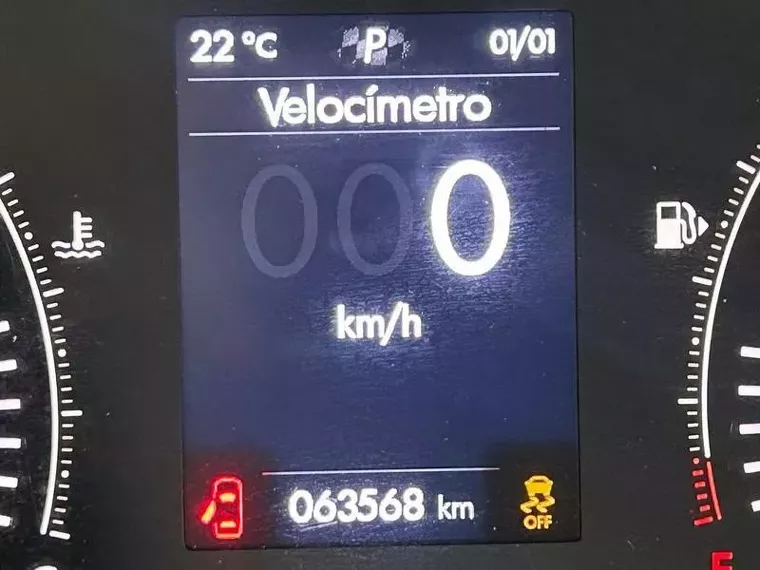 22 °C P 01/01
Velocímetro
000
km/h
063568 km
OFF